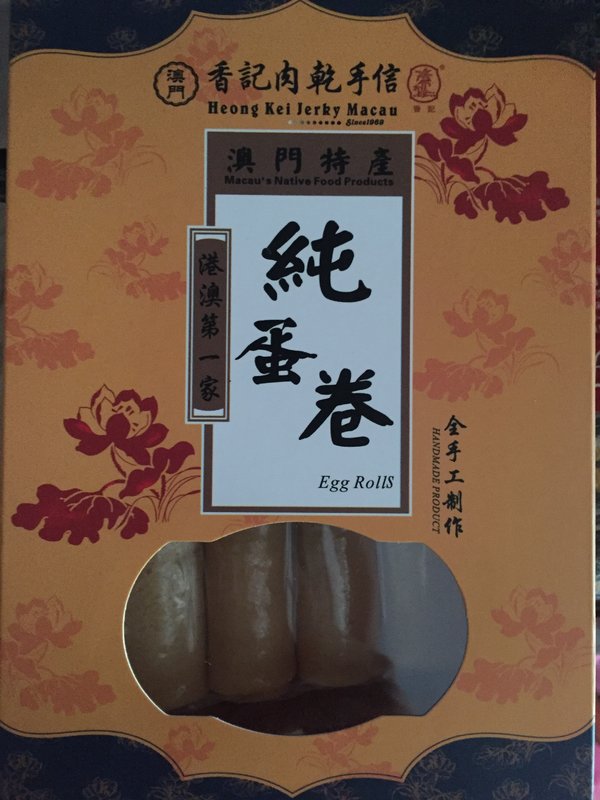 澳門
香記肉乾手信
Heong Kei Jerky Macau
Since1969
香記
澳門特產
Macau's Native Food Products
港澳第一家
純蛋卷
Egg Rolls
全手工制作
HANDMADE PRODUCT